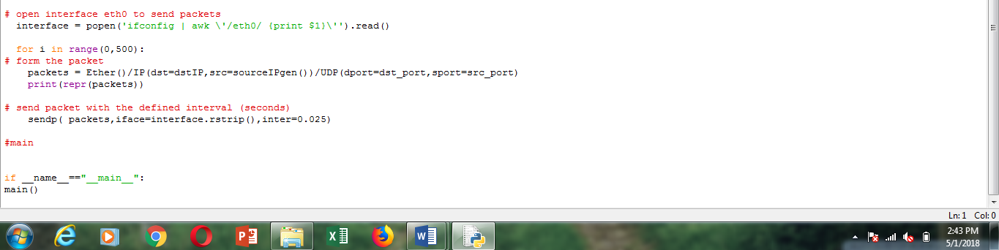 # open interface eth0 to send packets
  interface = popen('ifconfig | awk \'/eth0/ {print $1}\'').read()
  for i in range(0,500):
# form the packet
    packets = Ether()/IP(dst=dstIP,src=sourceIPgen())/UDP(dport=dst_port,sport=src_port)
    print(repr(packets))
# send packet with the defined interval (seconds)
    sendp( packets,iface=interface.rstrip(),inter=0.025)
#main
if __name__=="__main__":
main()
Ln: 1 Col: 0
2:43 PM
5/1/2018